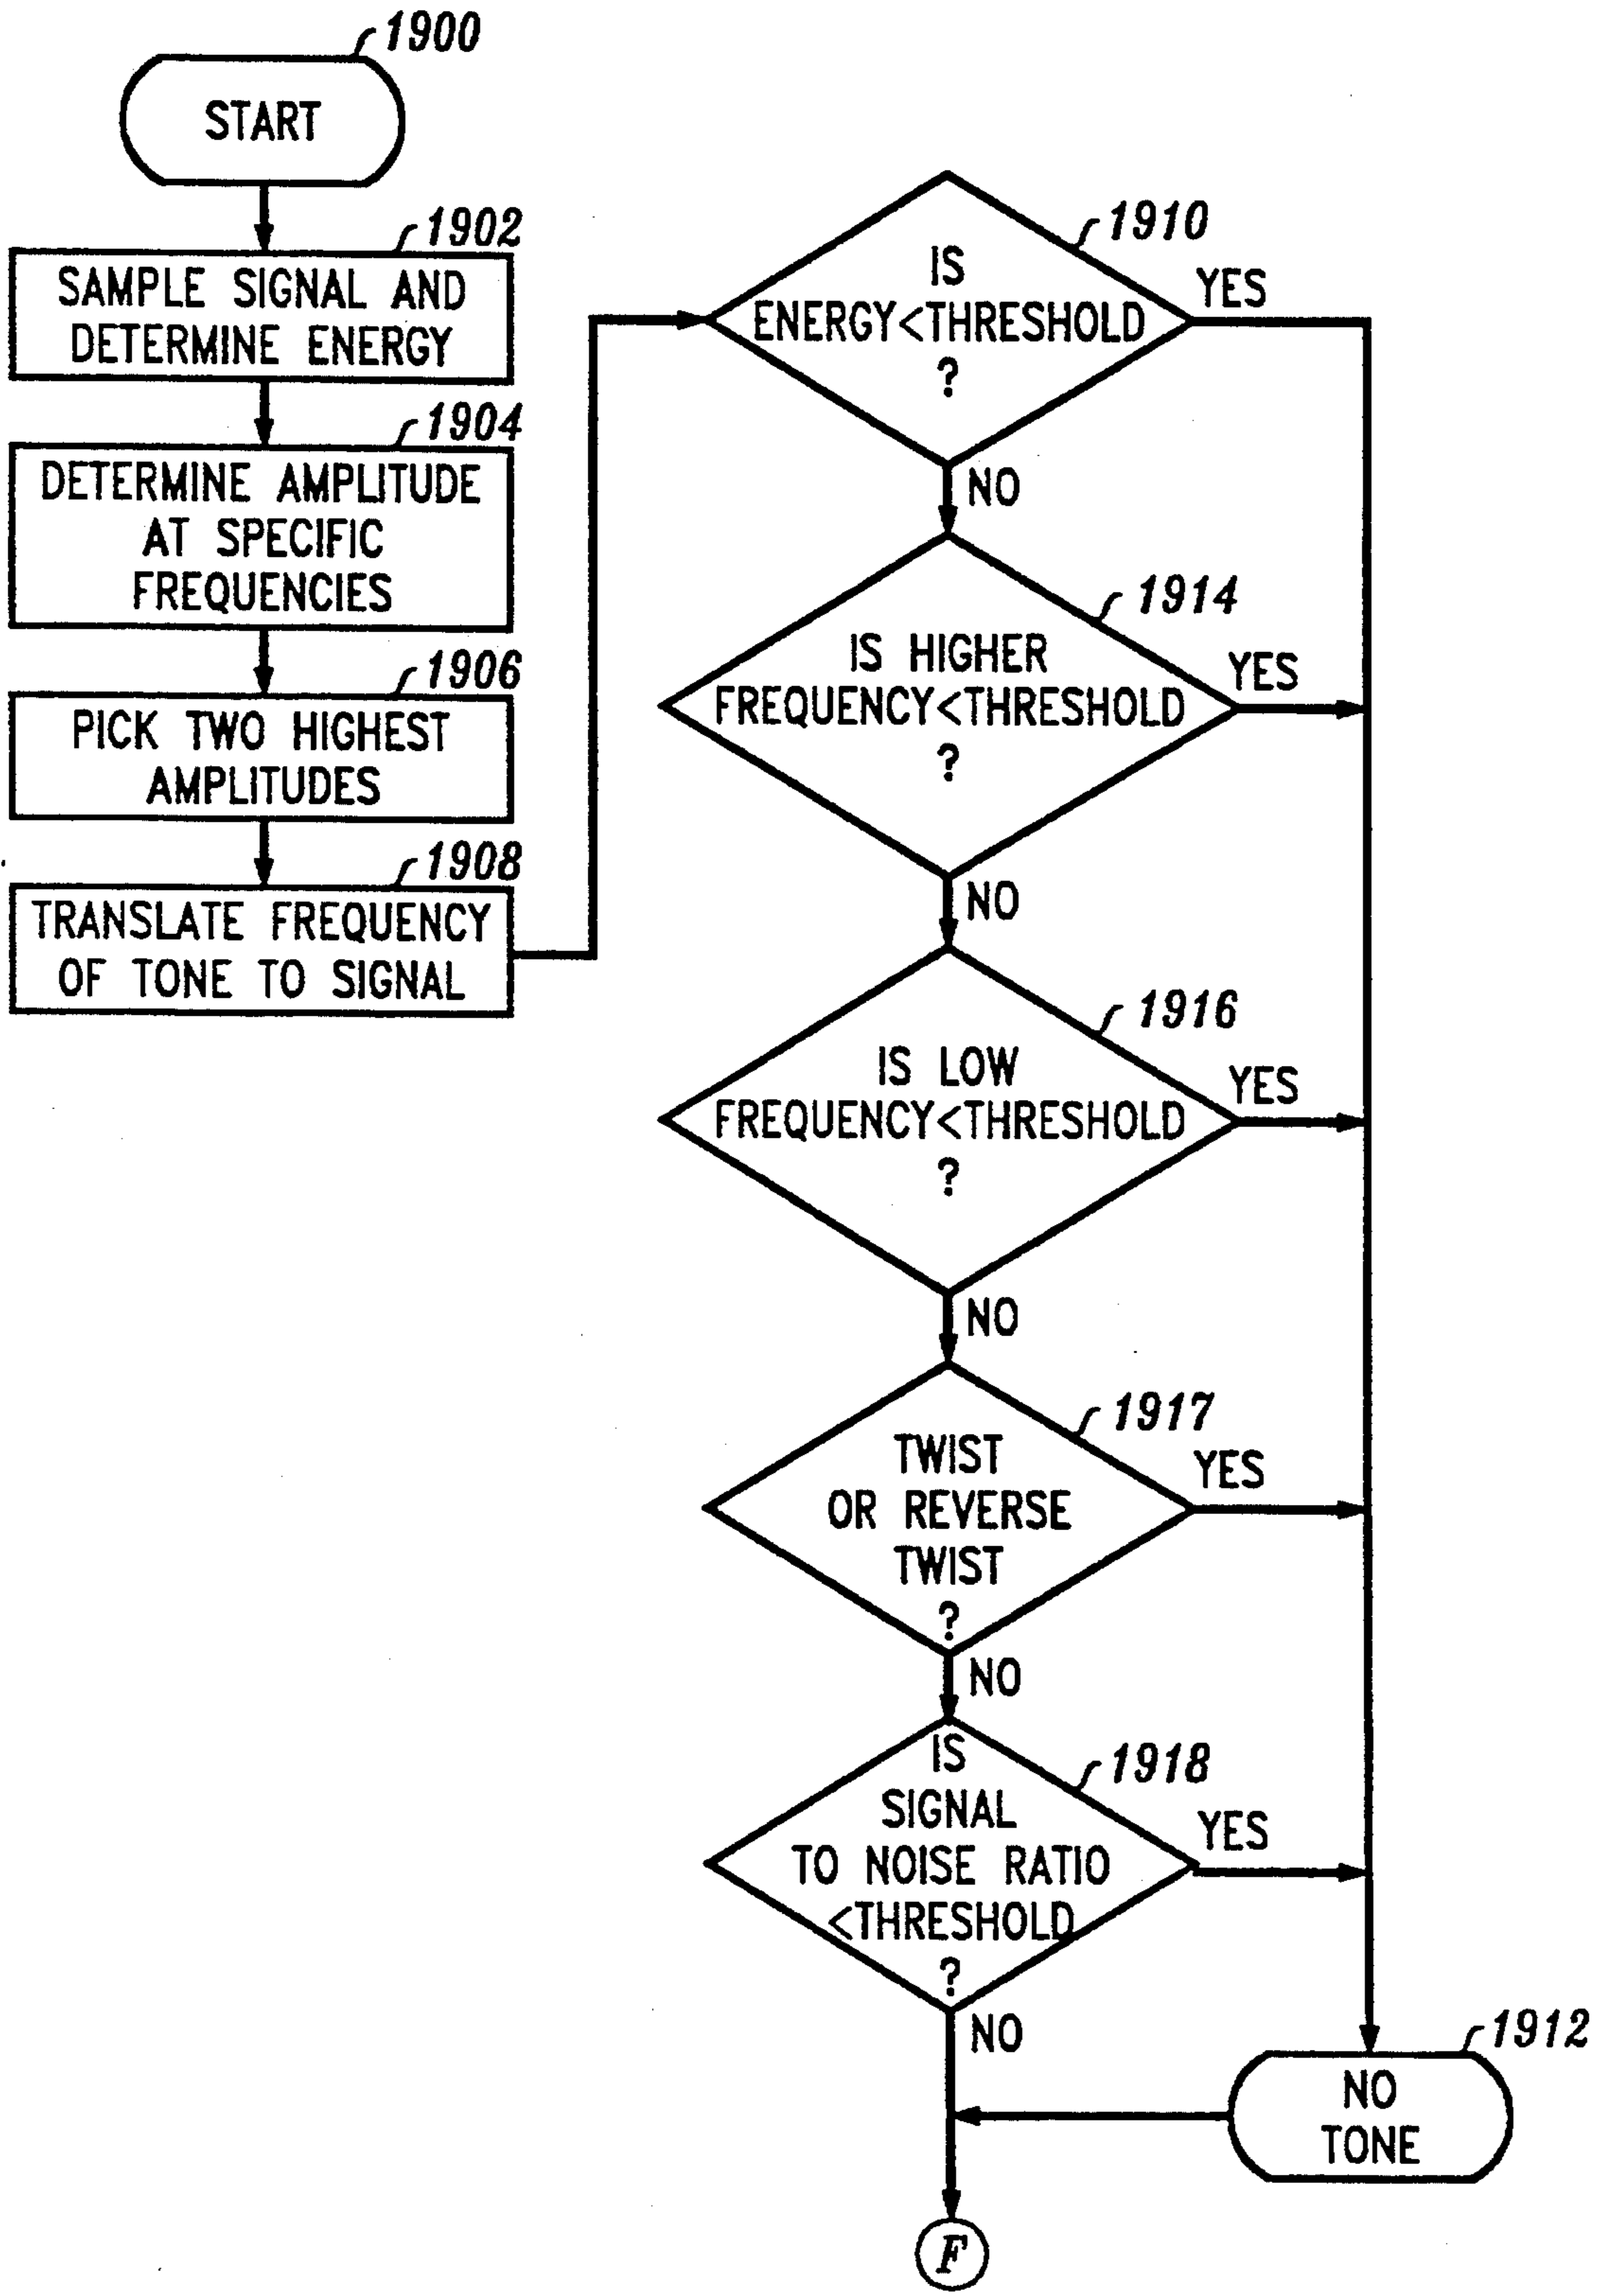 1900
START
1902
SAMPLE SIGNAL AND
DETERMINE ENERGY
1904
DETERMINE AMPLITUDE
AT SPECIFIC
FREQUENCIES
1906
PICK TWO HIGHEST
AMPLITUDES
1908
TRANSLATE FREQUENCY
OF TONE TO SIGNAL
1910
IS
ENERGY<THRESHOLD
?
YES
NO
1914
IS HIGHER
FREQUENCY<THRESHOLD
?
YES
NO
1916
IS LOW
FREQUENCY<THRESHOLD
?
YES
NO
1917
TWIST
OR REVERSE
TWIST
?
YES
NO
1918
IS
SIGNAL
TO NOISE RATIO
<THRESHOLD
?
YES
NO
1912
NO
TONE
F